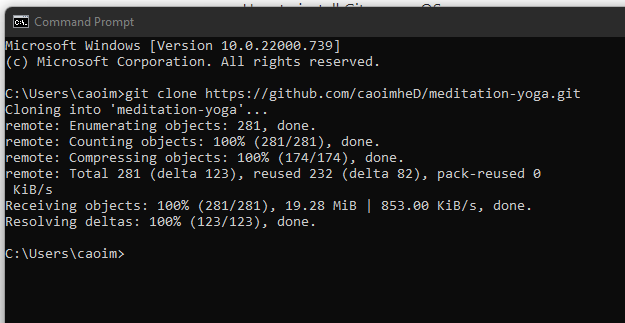 Command Prompt
Microsoft Windows [Version 10.0.22000.739]
(c) Microsoft Corporation. All rights reserved.
C:\Users\caoim>git clone https://github.com/caoimheD/meditation-yoga.git
Cloning into 'meditation-yoga'...
remote: Enumerating objects: 281, done.
remote: Counting objects: 100% (281/281), done.
remote: Compressing objects: 100% (174/174), done.
remote: Total 281 (delta 123), reused 232 (delta 82), pack-reused 0
KiB/s
Receiving objects: 100% (281/281), 19.28 MiB | 853.00 KiB/s, done.
Resolving deltas: 100% (123/123), done.
C:\Users\caoim>